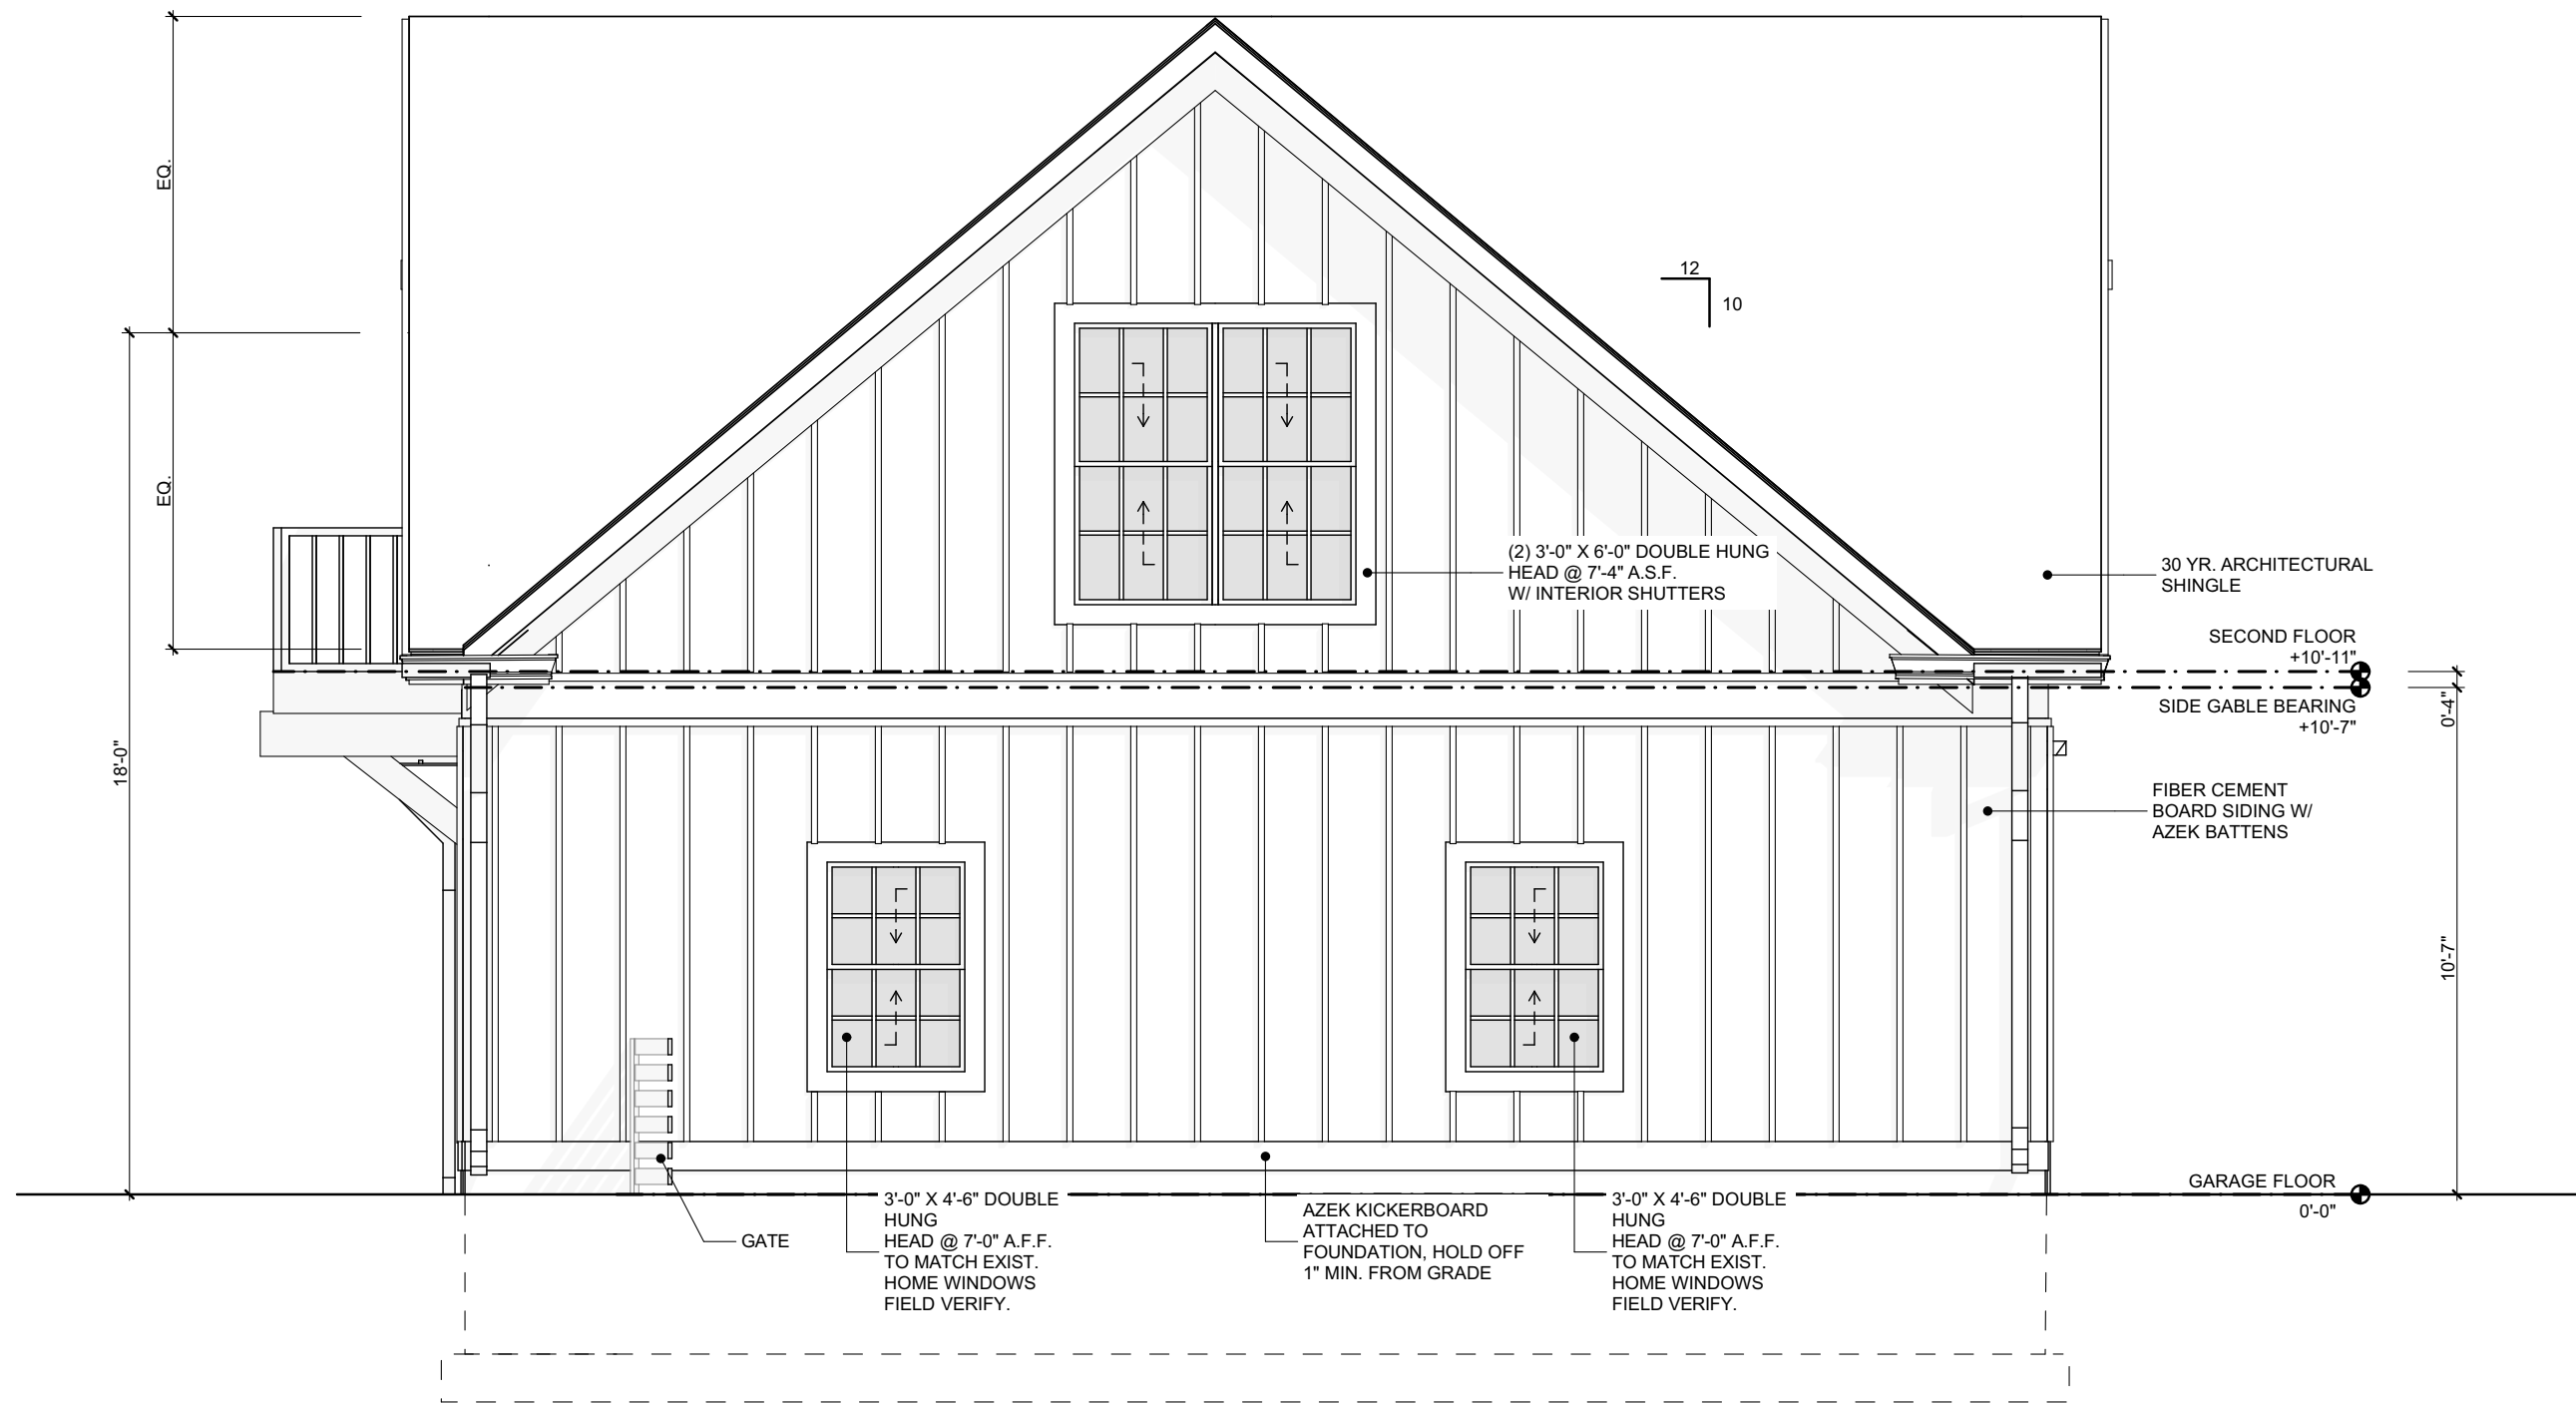 EQ.
12
10
EQ.
(2) 3'-0" X 6'-0" DOUBLE HUNG
HEAD @ 7'-4" A.S.F.
W/ INTERIOR SHUTTERS
30 YR. ARCHITECTURAL
SHINGLE
SECOND FLOOR
+10'-11"
SIDE GABLE BEARING
+10'-7"
0'-4"
18'-0"
FIBER CEMENT
BOARD SIDING W/
AZEK BATTENS
10'-7"
GARAGE FLOOR
0'-0"
GATE
3'-0" X 4'-6" DOUBLE
HUNG
HEAD @ 7'-0" A.F.F.
TO MATCH EXIST.
HOME WINDOWS
FIELD VERIFY.
AZEK KICKERBOARD
ATTACHED TO
FOUNDATION, HOLD OFF
1" MIN. FROM GRADE
3'-0" X 4'-6" DOUBLE
HUNG
HEAD @ 7'-0" A.F.F.
TO MATCH EXIST.
HOME WINDOWS
FIELD VERIFY.